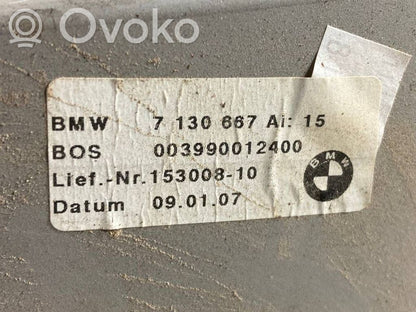 Ovoko
BMW 7 130 667 Ai: 15
BOS 003990012400
Lief.-Nr.153008-10
Datum 09.01.07
BMW